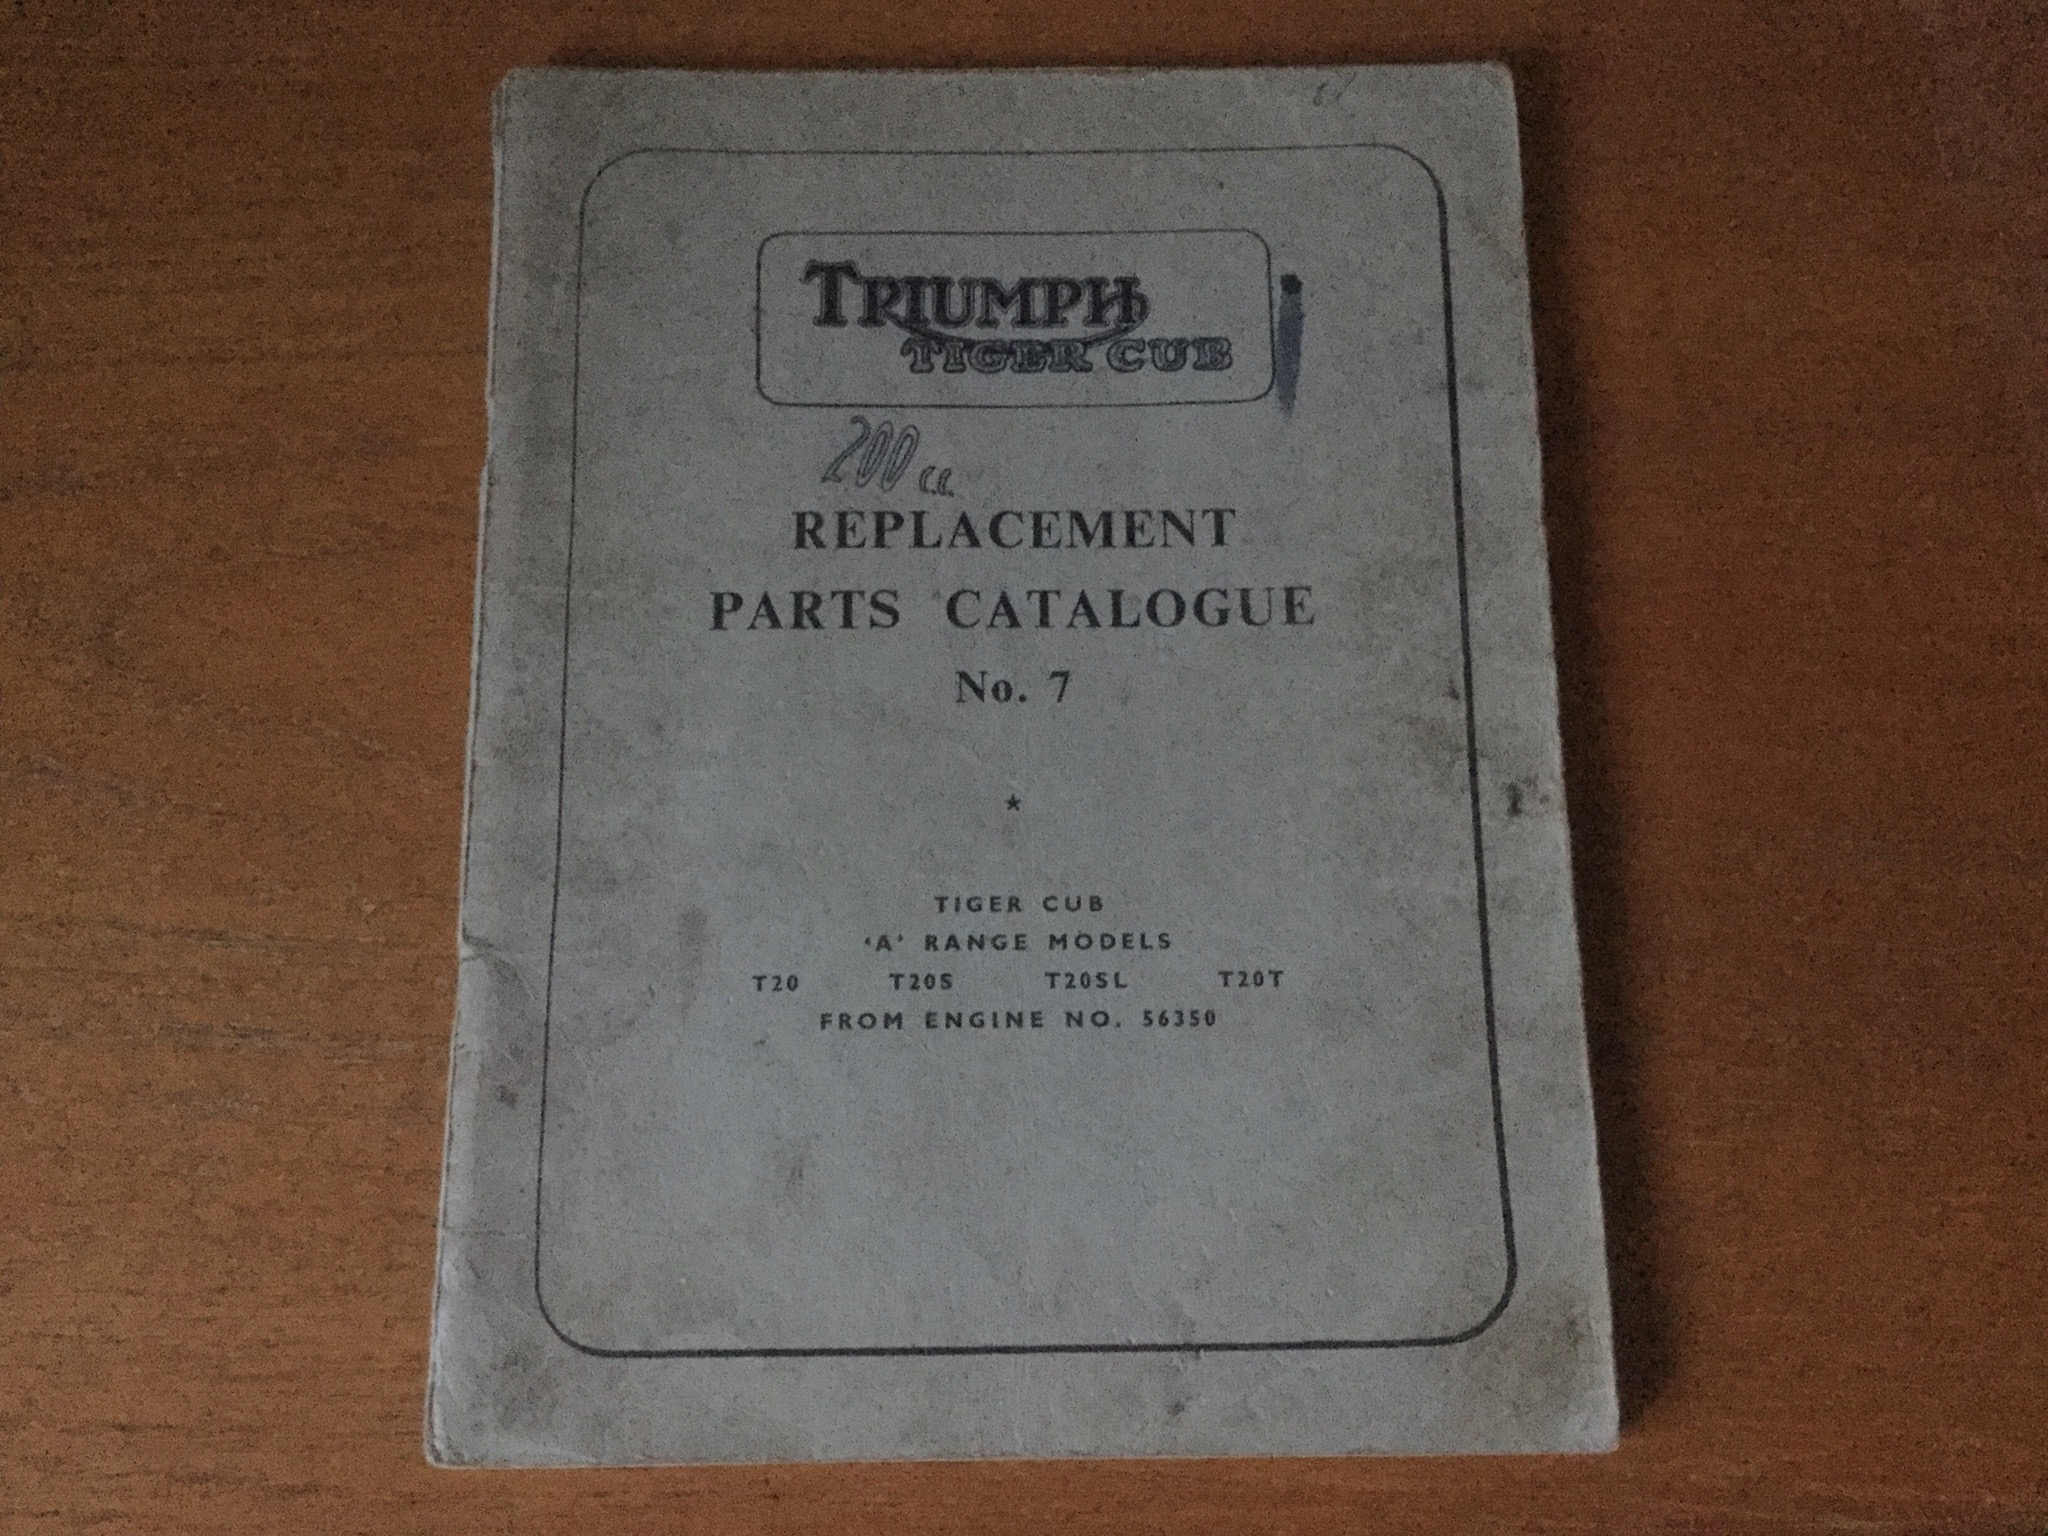 TRIUMPH
TIGER CUB
200 c.c.
REPLACEMENT
PARTS CATALOGUE
No. 7
★
TIGER CUB
‘A’ RANGE MODELS
T20 T20S T20SL T20T
FROM ENGINE NO. 56350